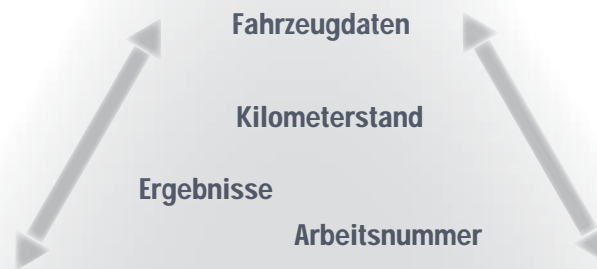 Fahrzeugdaten
Kilometerstand
Ergebnisse
Arbeitsnummer